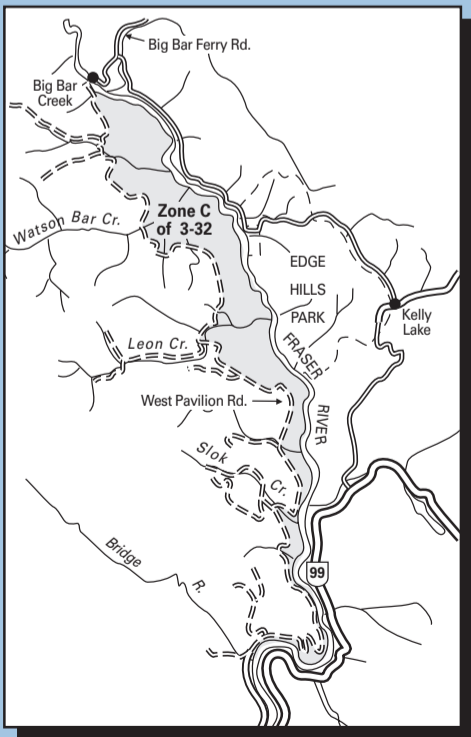 Big Bar Ferry Rd.
Big Bar
Creek
Zone C
of 3-32
Watson Bar Cr.
EDGE
HILLS
PARK
Kelly
Lake
Leon Cr.
FRASER
RIVER
West Pavilion Rd.
Slok
Cr.
Bridge
R.
99